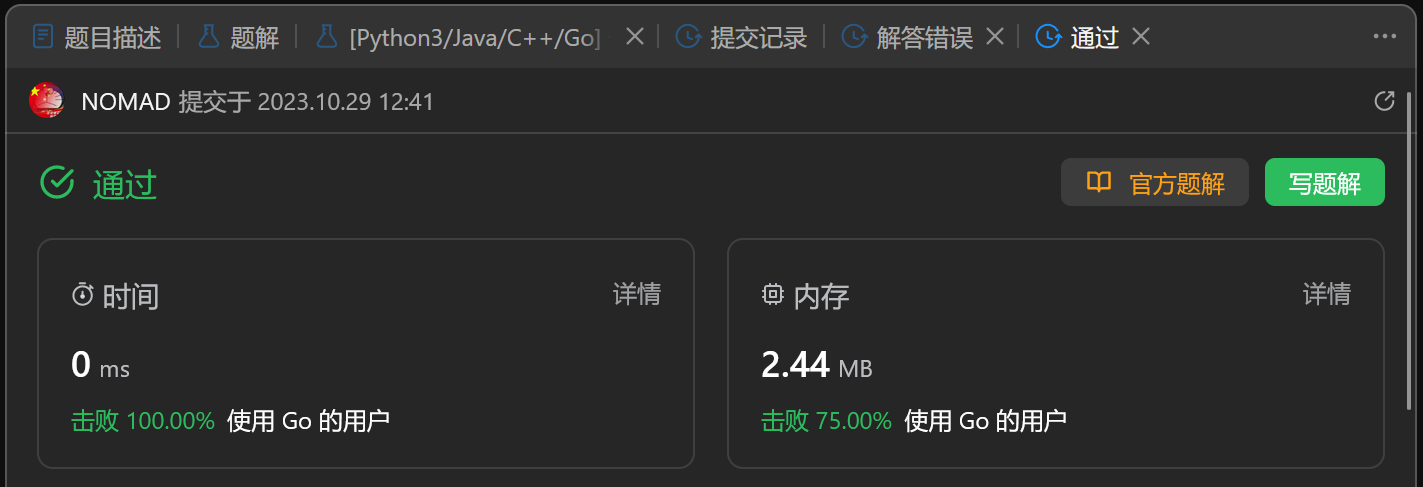 题目描述 题解 [Python3/Java/C++/Go] 提交记录 解答错误 通过
NOMAD 提交于 2023.10.29 12:41
通过 官方题解 写题解
时间 详情 内存 详情
0 ms 2.44 MB
击败 100.00% 使用 Go 的用户 击败 75.00% 使用 Go 的用户